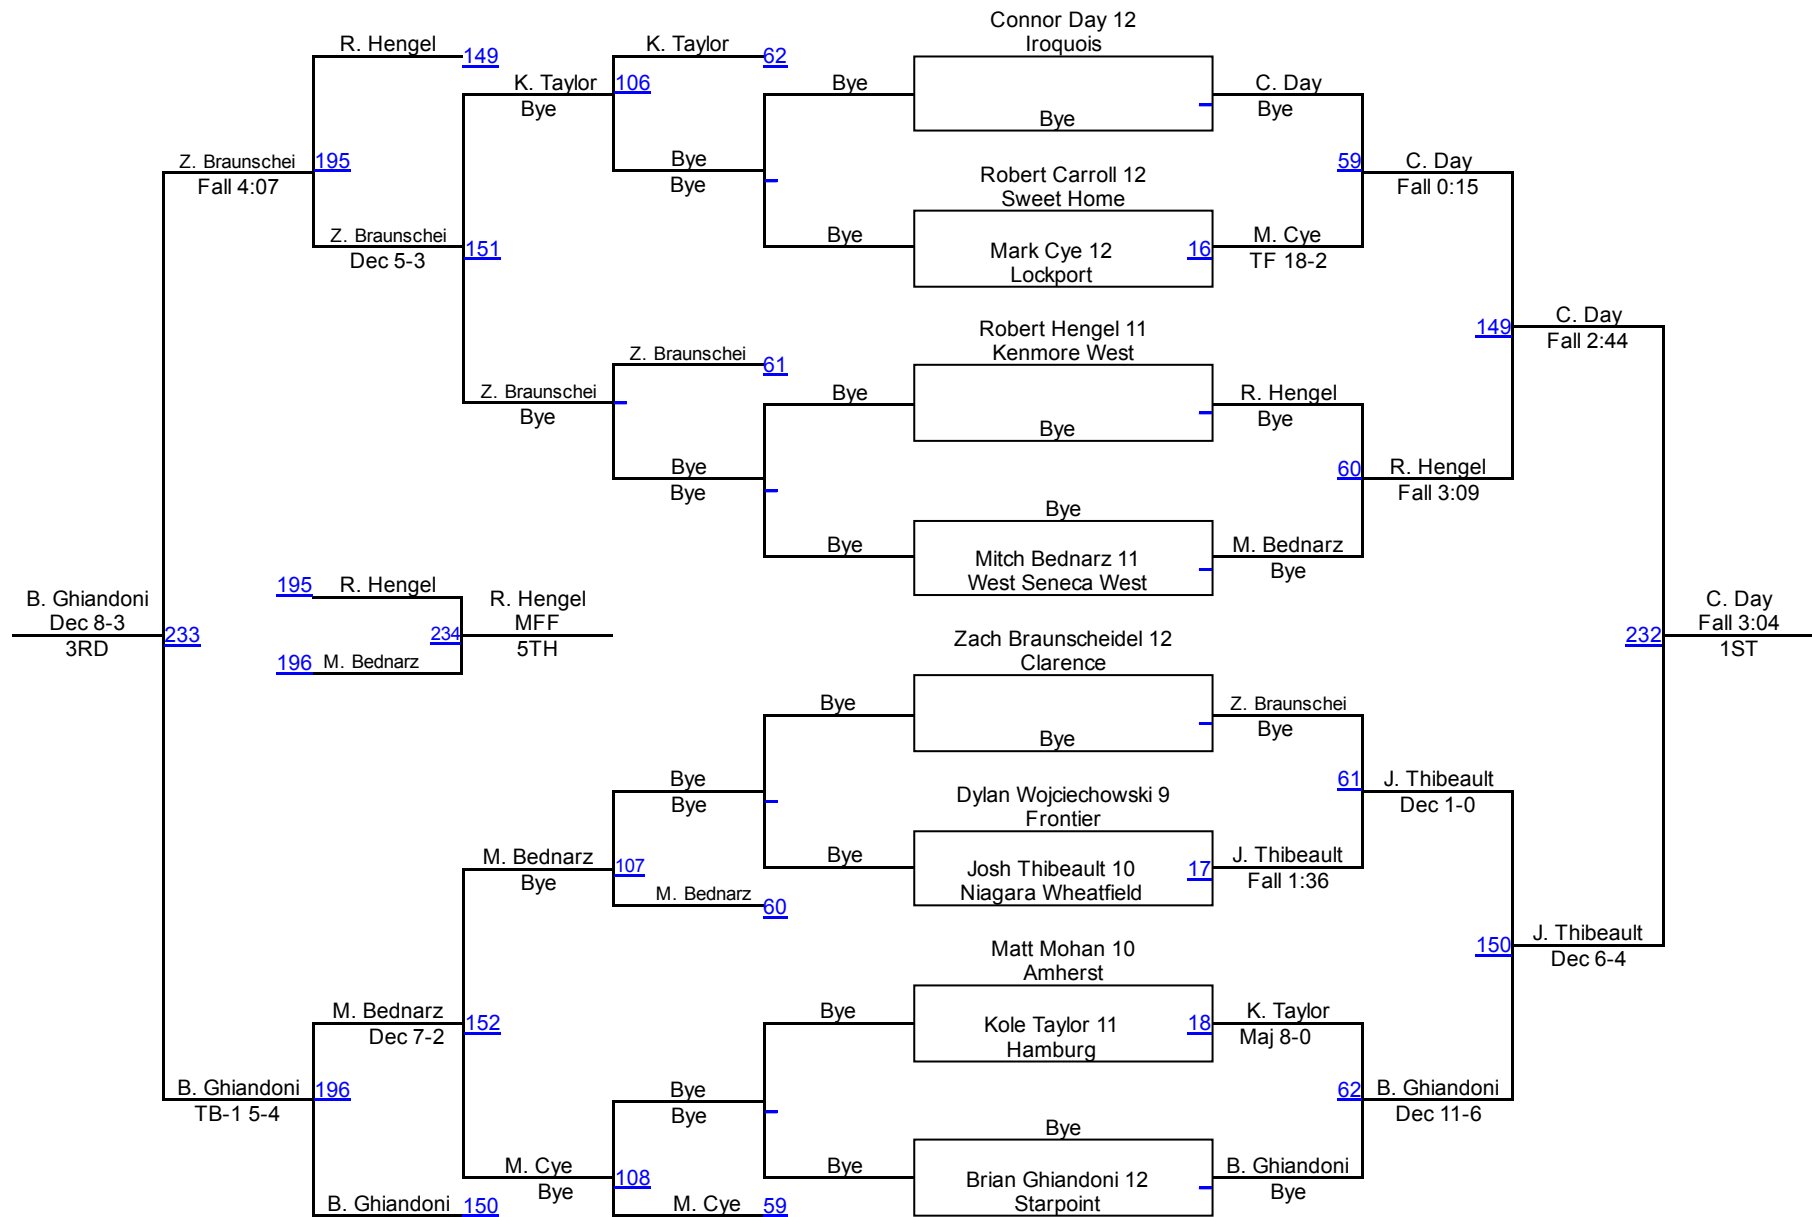 Connor Day 12
Iroquois
R. Hengel
149
K. Taylor
62
K. Taylor
106
Bye
Bye
C. Day
Bye
Bye
Z. Braunschei
195
Fall 4:07
Bye
Bye
Robert Carroll 12
Sweet Home
59
C. Day
Fall 0:15
Z. Braunschei
151
Dec 5-3
Bye
Mark Cye 12
16
Lockport
M. Cye
TF 18-2
Robert Hengel 11
Kenmore West
149
C. Day
Fall 2:44
Z. Braunschei
61
Z. Braunschei
Bye
Bye
Bye
R. Hengel
Bye
Bye
Bye
60
R. Hengel
Fall 3:09
Bye
Bye
Mitch Bednarz 11
West Seneca West
M. Bednarz
Bye
B. Ghiandoni
Dec 8-3
3RD
233
195
R. Hengel
234
R. Hengel
MFF
5TH
196
M. Bednarz
232
C. Day
Fall 3:04
1ST
Zach Braunscheidel 12
Clarence
Bye
Bye
Z. Braunschei
Bye
Bye
Bye
Dylan Wojciechowski 9
Frontier
61
J. Thibeault
Dec 1-0
M. Bednarz
Bye
107
M. Bednarz
60
Bye
Josh Thibeault 10
17
Niagara Wheatfield
J. Thibeault
Fall 1:36
Matt Mohan 10
Amherst
150
J. Thibeault
Dec 6-4
M. Bednarz
152
Dec 7-2
Bye
Kole Taylor 11
18
Hamburg
K. Taylor
Maj 8-0
B. Ghiandoni
196
TB-1 5-4
Bye
Bye
Bye
62
B. Ghiandoni
Dec 11-6
M. Cye
Bye
108
Bye
Brian Ghiandoni 12
Starpoint
B. Ghiandoni
Bye
B. Ghiandoni
150
M. Cye
59